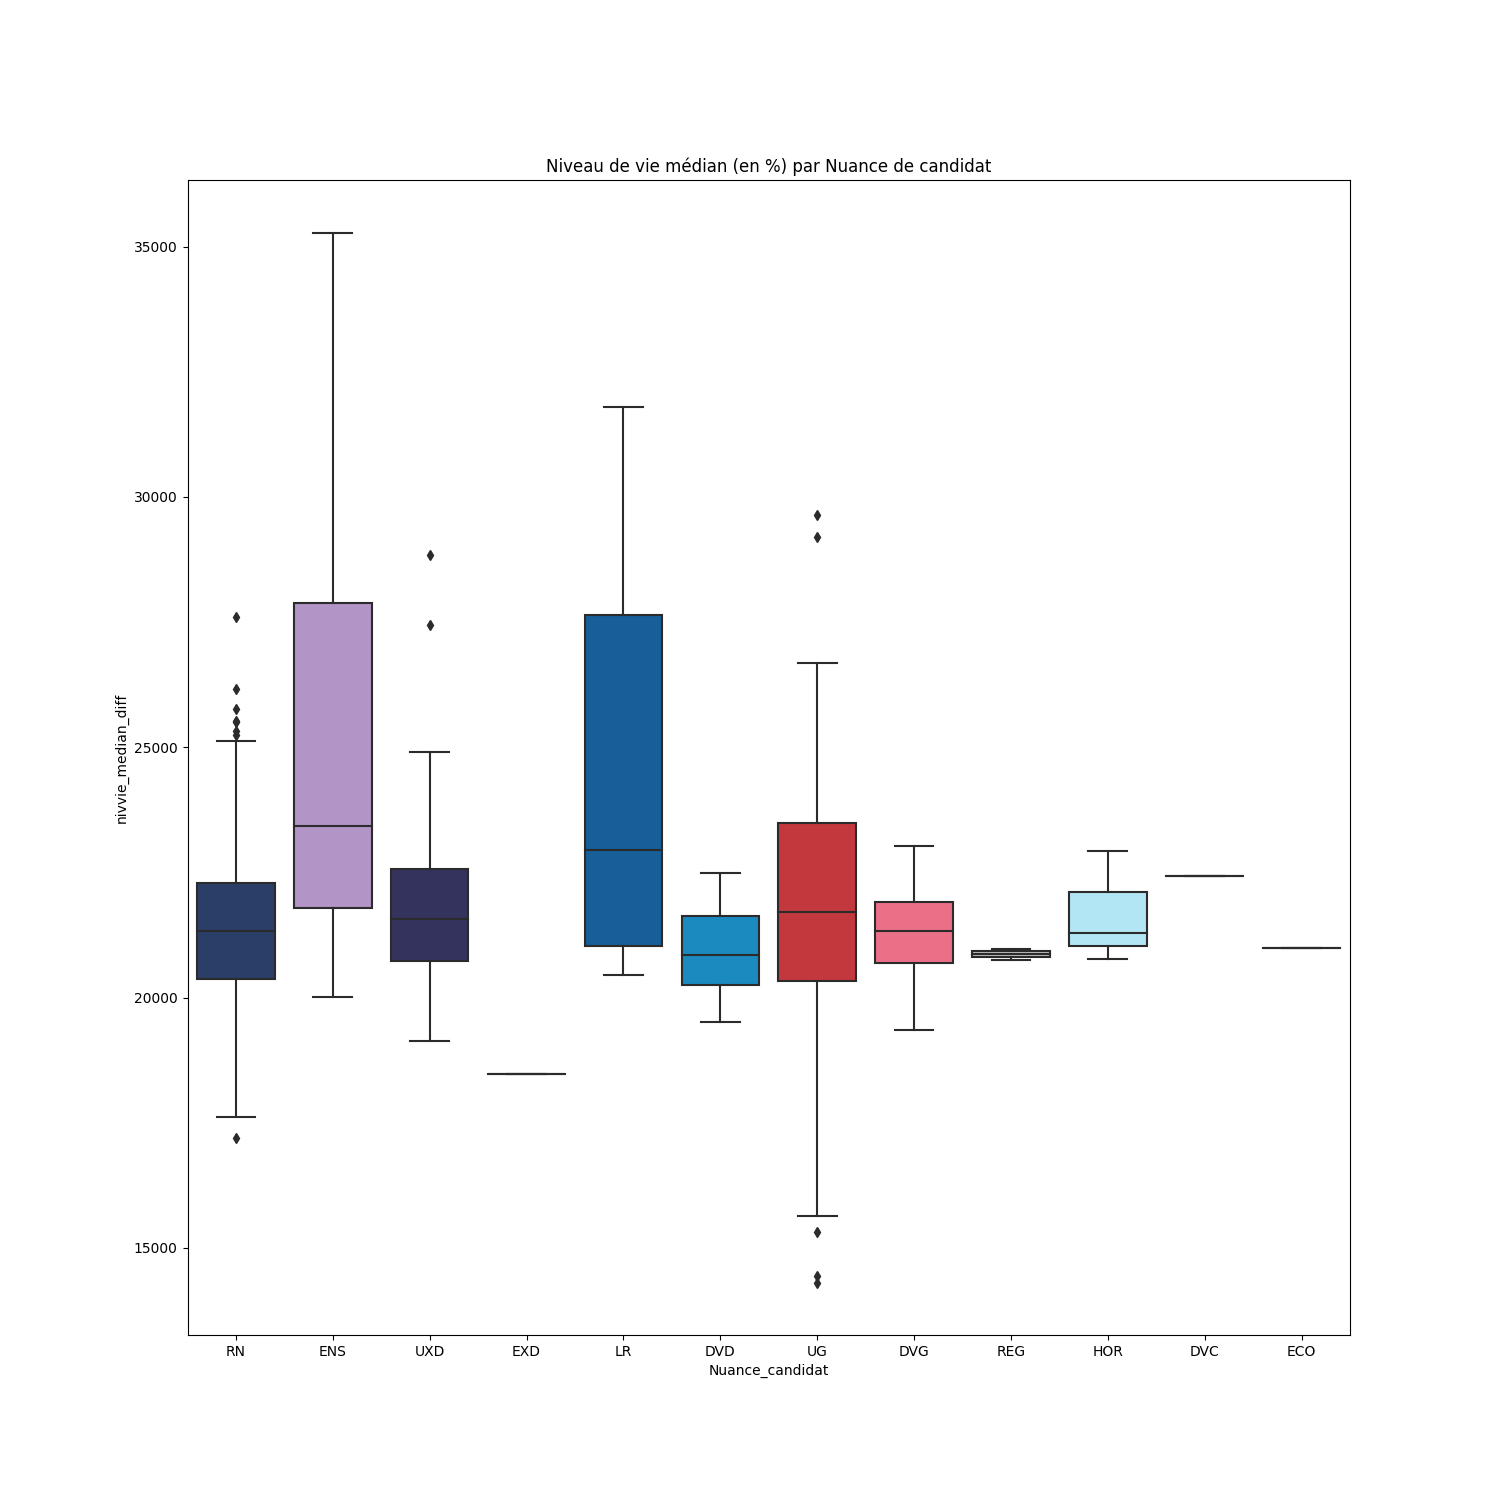 Niveau de vie médian (en %) par Nuance de candidat
35000
30000
25000
20000
15000
nivvie_median_diff
RN ENS UXD EXD LR DVD UG DVG REG HOR DVC ECO
Nuance_candidat